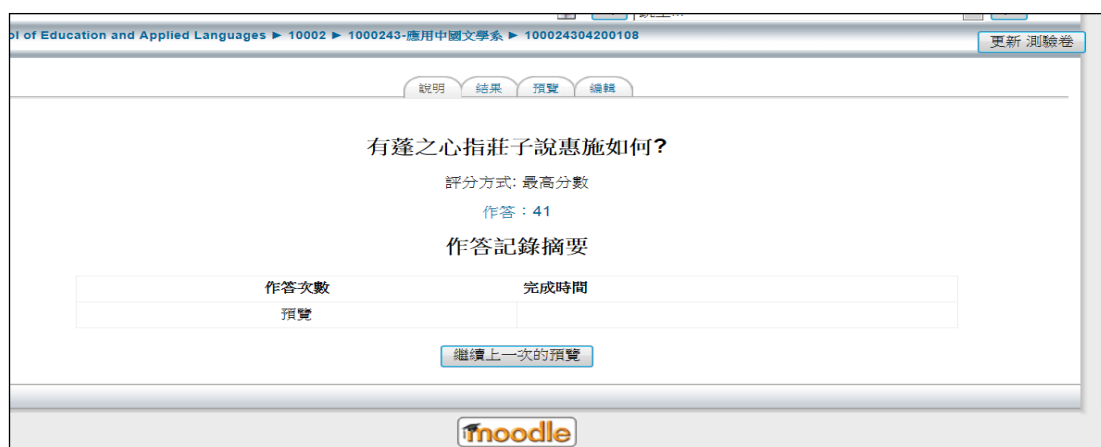 ol of Education and Applied Languages ► 10002 ► 1000243-應用中國文學系 ► 100024304200108
更新 測驗卷
說明 結果 預覽 編輯
有蓬之心指莊子說惠施如何?
評分方式: 最高分數
作答：41
作答記錄摘要
作答次數 完成時間
預覽
繼續上一次的預覽
moodle